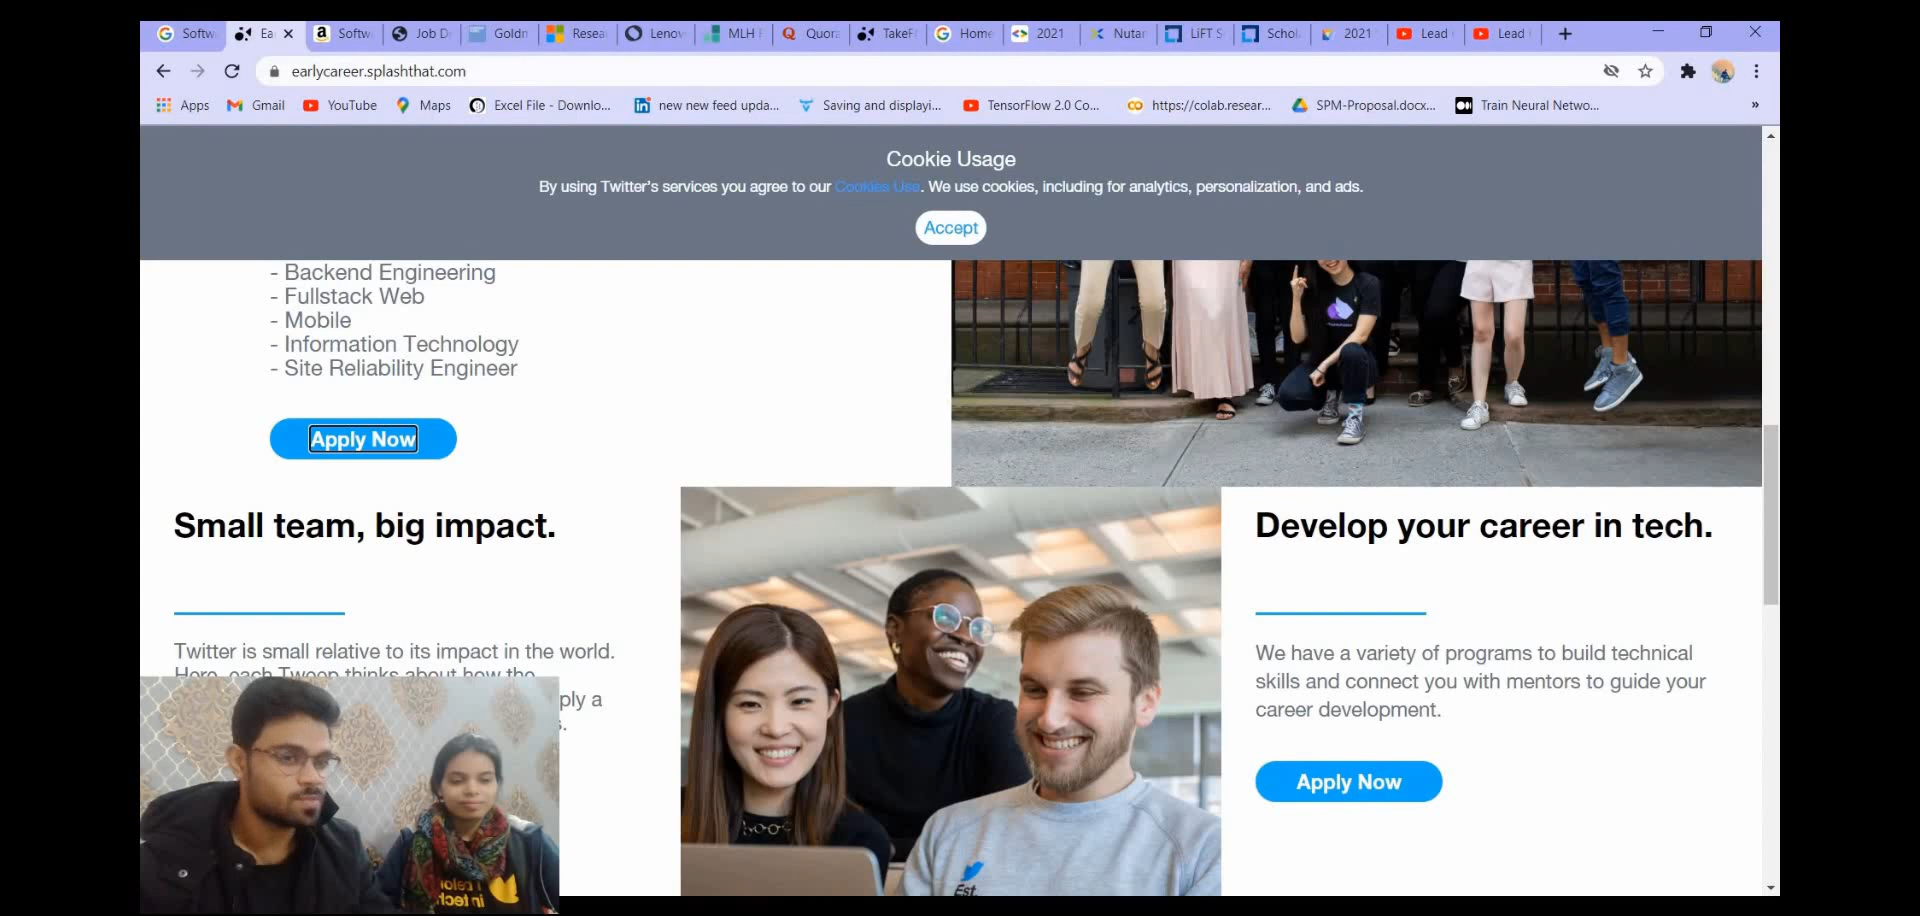 Softw
Ea
Softw
Job D
Goldn
Resea
Lenov
MLH
Quora
TakeF
Home
2021
Nutan
LiFT S
Schol
2021
Lead
Lead
earlycareer.splashthat.com
Apps
Gmail
YouTube
Maps
Excel File - Downlo...
new new feed upda...
Saving and displayi...
TensorFlow 2.0 Co...
https://colab.resear...
SPM-Proposal.docx...
Train Neural Netwo...
»
Cookie Usage
By using Twitter's services you agree to our Cookies Use. We use cookies, including for analytics, personalization, and ads.
Accept
- Backend Engineering
- Fullstack Web
- Mobile
- Information Technology
- Site Reliability Engineer
Apply Now
Small team, big impact.
Twitter is small relative to its impact in the world.
Here, each Tweep thinks about how the
ply a
s.
Develop your career in tech.
We have a variety of programs to build technical
skills and connect you with mentors to guide your
career development.
Apply Now
Est.
in tech